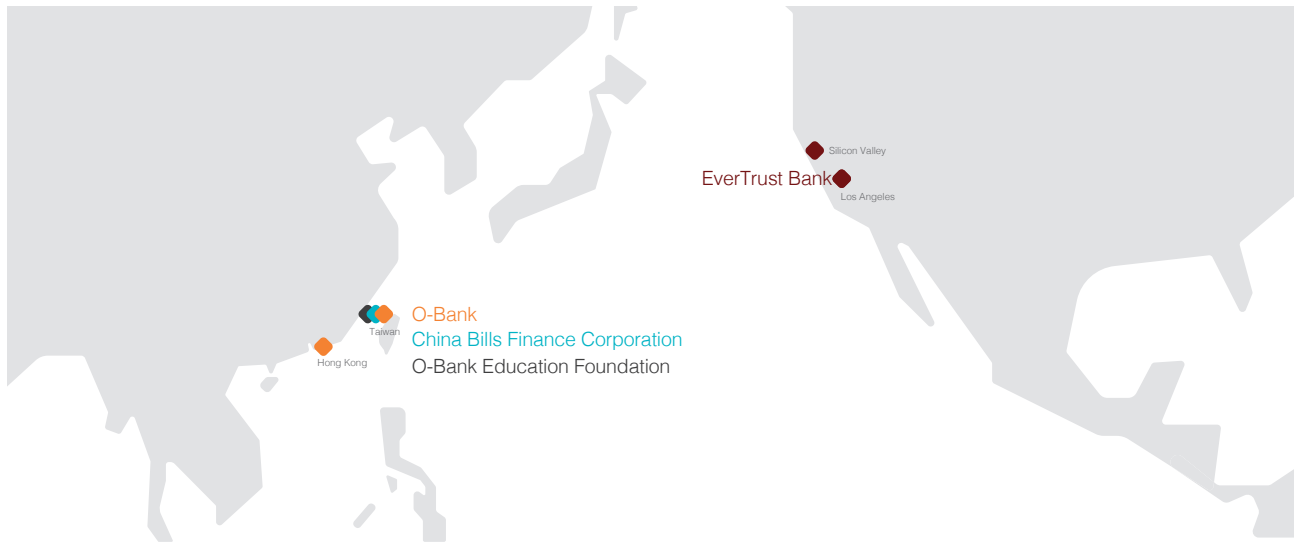 Silicon Valley
EverTrust Bank
Los Angeles
O-Bank
Taiwan
China Bills Finance Corporation
Hong Kong
O-Bank Education Foundation